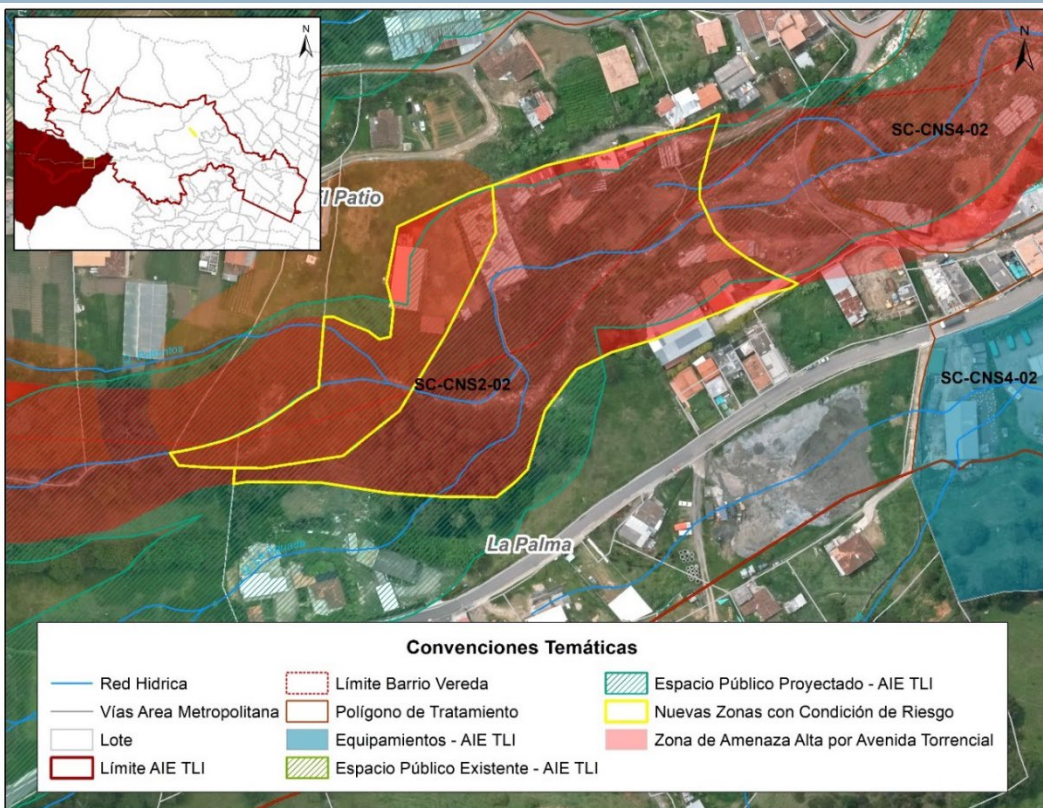 N
N
SC-CNS4-02
l Patio
SC-CNS2-02
SC-CNS4-02
La Palma
Convenciones Temáticas
Red Hidrica
Vías Area Metropolitana
Lote
Límite AIE TLI
Límite Barrio Vereda
Polígono de Tratamiento
Equipamientos - AIE TLI
Espacio Público Existente - AIE TLI
Espacio Público Proyectado - AIE TLI
Nuevas Zonas con Condición de Riesgo
Zona de Amenaza Alta por Avenida Torrencial